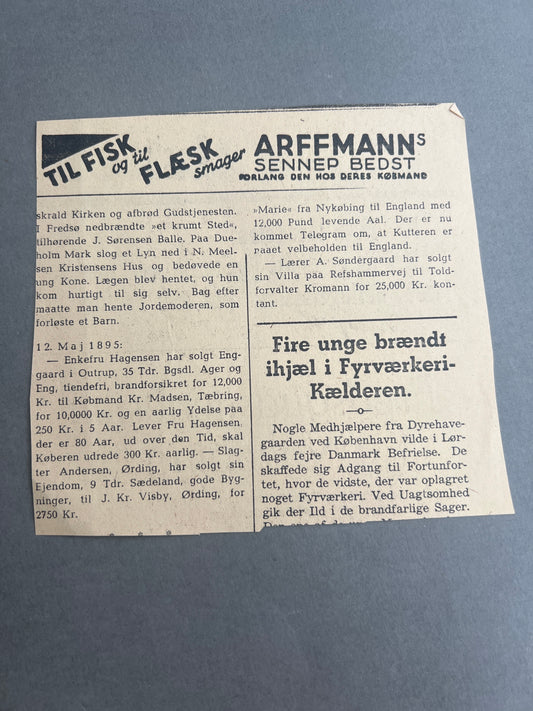 TIL FISK
og til
FLÆSK
smager
ARFFMANNS
SENNEP BEDST
FORLANG DEN HOS DERES KØBMAND
skrald Kirken og afbrød Gudstjenesten.
I Fredsø nedbrændte »et krumt Sted«,
tilhørende J. Sørensen Balle. Paa Due-
holm Mark slog et Lyn ned i N. Meel-
sen Kristensens Hus og bedøvede en
ung Kone. Lægen blev hentet, og hun
kom hurtigt til sig selv. Bag efter
maatte man hente Jordemoderen, som
forløste et Barn.
12. Maj 1895:
— Enkefru Hagensen har solgt Eng-
gaard i Outrup, 35 Tdr. Bgsdl. Ager og
Eng, tiendefri, brandforsikret for 12,000
Kr. til Købmand Kr. Madsen, Tæbring,
for 10,0000 Kr. og en aarlig Ydelse paa
250 Kr. i 5 Aar. Lever Fru Hagensen,
der er 80 Aar, ud over den Tid, skal
Køberen udrede 300 Kr. aarlig. — Slag-
ter Andersen, Ørding, har solgt sin
Ejendom, 9 Tdr. Sædeland, gode Byg-
ninger, til J. Kr. Visby, Ørding, for
2750 Kr.
»Marie« fra Nykøbing til England med
12,000 Pund levende Aal. Der er nu
kommet Telegram om, at Kutteren er
paaet velbeholden til England.
— Lærer A. Søndergaard har solgt
sin Villa paa Refshammervej til Told-
forvalter Kromann for 25,000 Kr. kon-
tant.
Fire unge brændt
ihjæl i Fyrværkeri-
Kælderen.
Nogle Medhjælpere fra Dyrehave-
gaarden ved København vilde i Lør-
dags fejre Danmark Befrielse. De
skaffede sig Adgang til Fortunfor-
tet, hvor de vidste, der var oplagret
noget Fyrværkeri. Ved Uagtsomhed
gik der Ild i de brandfarlige Sager.